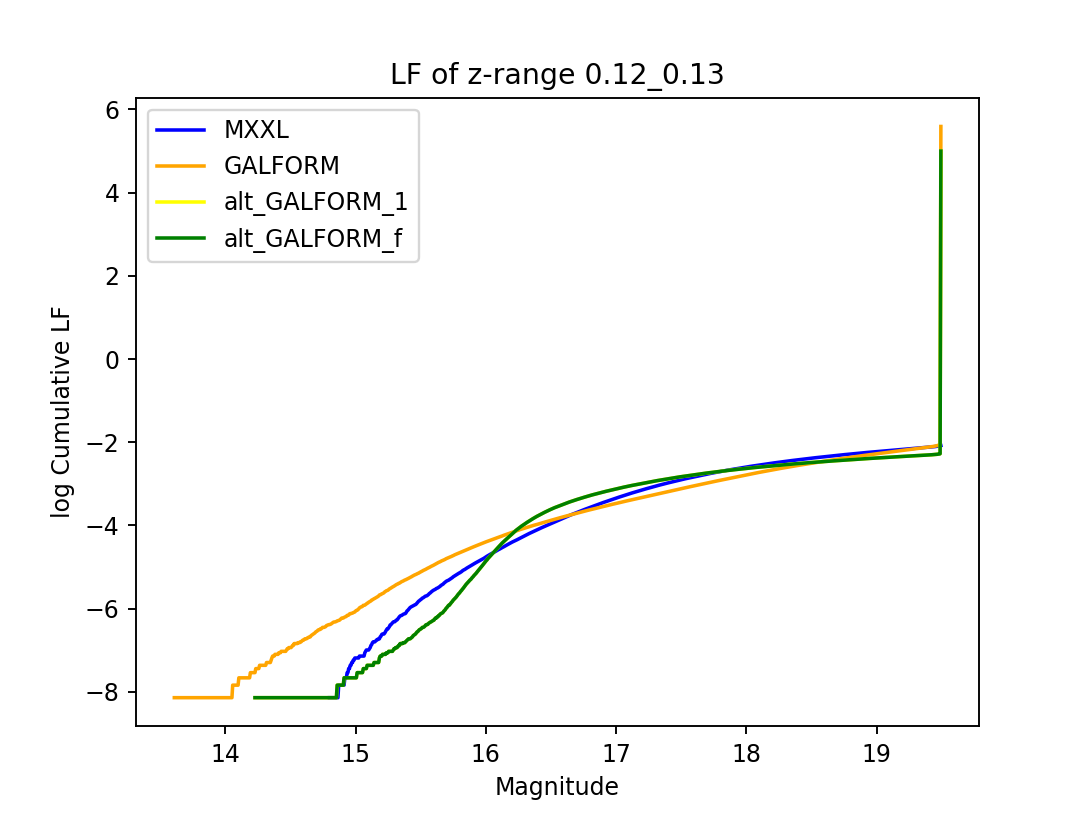 LF of z-range 0.12_0.13
MXXL
GALFORM
alt_GALFORM_1
alt_GALFORM_f
log Cumulative LF
6
4
2
0
−2
−4
−6
−8
14 15 16 17 18 19
Magnitude